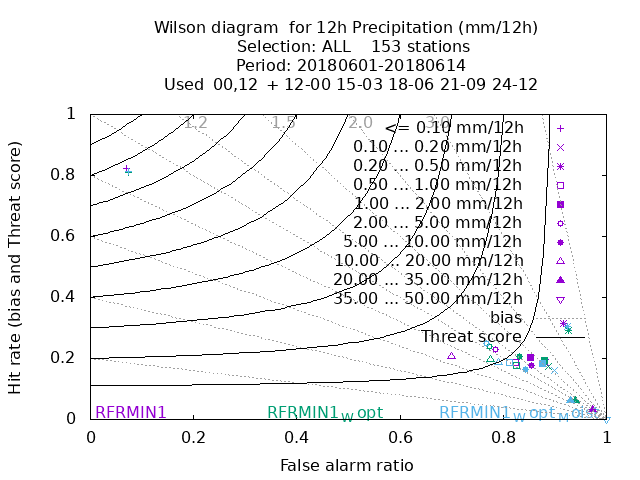 Wilson diagram  for 12h Precipitation (mm/12h)
Selection: ALL    153 stations
Period: 20180601-20180614
Used  00,12  + 12-00 15-03 18-06 21-09 24-12
1.2 1.5 2.0 3.0
<= 0.10 mm/12h
0.10 ... 0.20 mm/12h
0.20 ... 0.50 mm/12h
0.50 ... 1.00 mm/12h
1.00 ... 2.00 mm/12h
2.00 ... 5.00 mm/12h
5.00 ... 10.00 mm/12h
10.00 ... 20.00 mm/12h
20.00 ... 35.00 mm/12h
35.00 ... 50.00 mm/12h
bias
Threat score
Hit rate (bias and Threat score)
1
0.8
0.6
0.4
0.2
0
RFRMIN1 RFRMIN1W opt RFRMIN1W opt
0 0.2 0.4 0.6 0.8 1
False alarm ratio